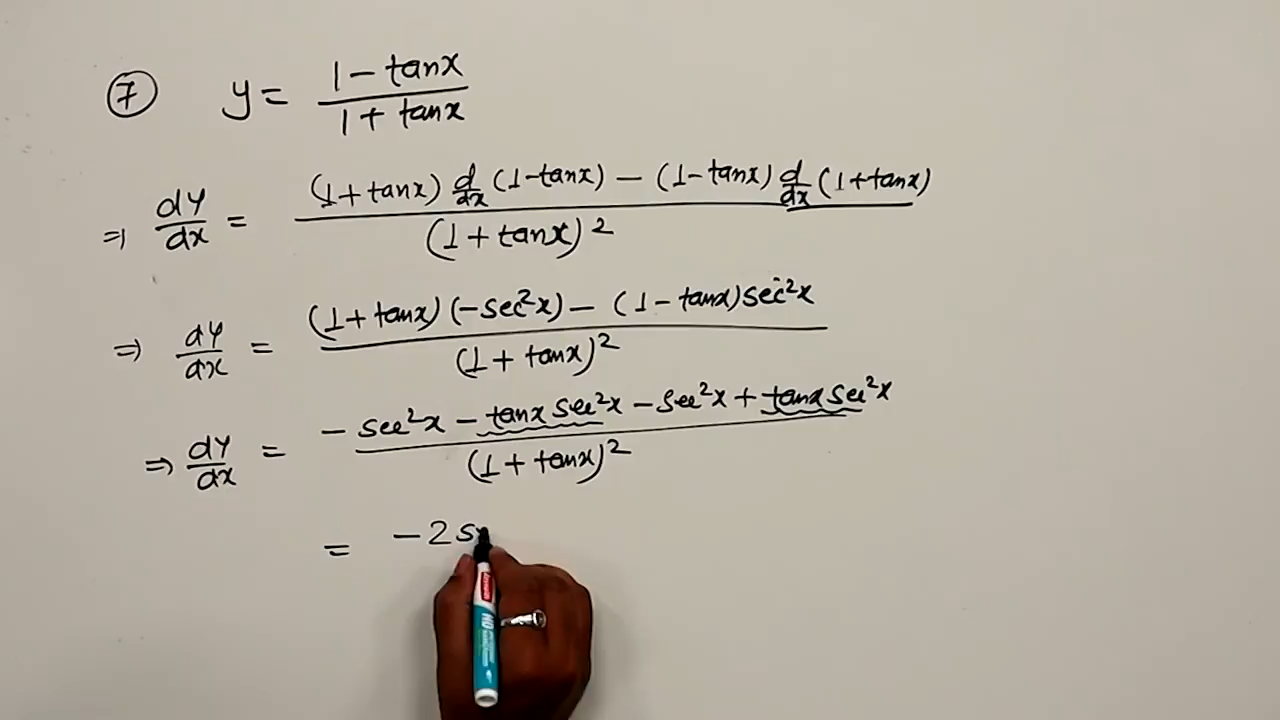 ⑦ y = (1 - tanx)/(1 + tanx)
⇒ dy/dx = ((1 + tanx) d/dx (1 - tanx) - (1 - tanx) d/dx (1 + tanx))/(1 + tanx)²
⇒ dy/dx = ((1 + tanx)(-sec²x) - (1 - tanx) sec²x)/(1 + tanx)²
⇒ dy/dx = (- sec²x - tanx sec²x - sec²x + tanx sec²x)/(1 + tanx)²
= -2s